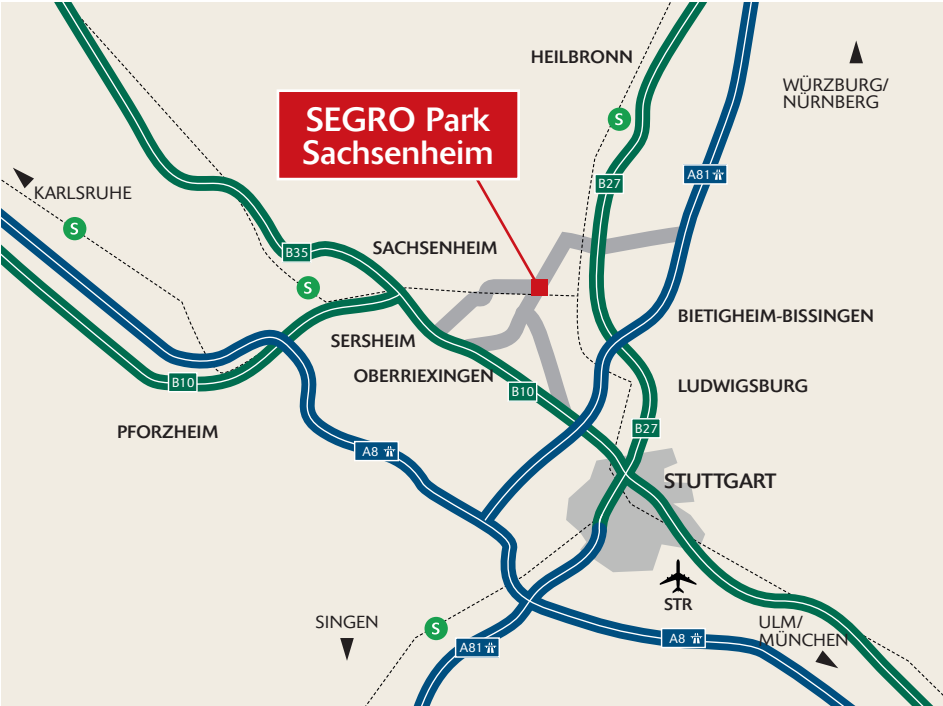 HEILBRONN
WÜRZBURG/
NÜRNBERG
SEGRO Park
Sachsenheim
S
A81
B27
KARLSRUHE
S
SACHSENHEIM
B35
S
BIETIGHEIM-BISSINGEN
SERSHEIM
OBERRIEXINGEN
B10
B10
LUDWIGSBURG
PFORZHEIM
B27
A8
STUTTGART
STR
SINGEN
S
ULM/
MÜNCHEN
A8
A81